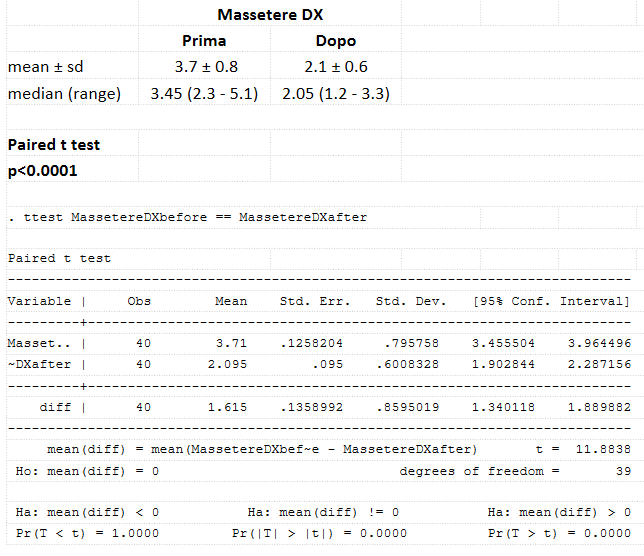 Massetere DX
Prima Dopo
mean ± sd 3.7 ± 0.8 2.1 ± 0.6
median (range) 3.45 (2.3 - 5.1) 2.05 (1.2 - 3.3)
Paired t test
p<0.0001
. ttest MassetereDXbefore == MassetereDXafter
Paired t test
------------------------------------------------------------------------------
Variable | Obs Mean Std. Err. Std. Dev. [95% Conf. Interval]
---------+--------------------------------------------------------------------
Masset.. | 40 3.71 .1258204 .795758 3.455504 3.964496
~DXafter | 40 2.095 .095 .6008328 1.902844 2.287156
---------+--------------------------------------------------------------------
diff | 40 1.615 .1358992 .8595019 1.340118 1.889882
------------------------------------------------------------------------------
mean(diff) = mean(MassetereDXbef~e - MassetereDXafter) t = 11.8838
Ho: mean(diff) = 0 degrees of freedom = 39
Ha: mean(diff) < 0 Ha: mean(diff) != 0 Ha: mean(diff) > 0
Pr(T < t) = 1.0000 Pr(|T| > |t|) = 0.0000 Pr(T > t) = 0.0000